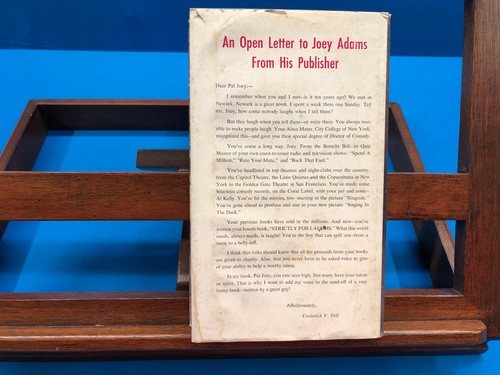 An Open Letter to Joey Adams
From His Publisher
Dear Pal Joey:—
I remember when you and I met—is it ten years ago? We met in
Newark. Newark is a great town. I spent a week there one Sunday. Tell
me, Joey, how come nobody laughs when I tell them?
But they laugh when you tell them—or write them. You always were
able to make people laugh. Your Alma Mater, City College of New York,
recognized this—and gave you their special degree of Doctor of Comedy.
You've come a long way, Joey. From the Borscht Belt to Quiz
Master of your own coast-to-coast radio and television shows: "Spend A
Million," "Rate Your Mate," and "Back That Fact."
You've headlined in top theatres and night-clubs over the country,
from the Capitol Theatre, the Latin Quarter and the Copacabana in New
York to the Golden Gate Theatre in San Francisco. You've made some
hilarious comedy records, on the Coral Label, with your pal and stooge—
Al Kelly. You've hit the movies, too—starring in the picture "Ringside."
You've gone ahead to produce and star in your new picture "Singing In
The Dark."
Your previous books have sold in the millions. And now—you've
written your fourth book, "STRICTLY FOR LAUGHS." What this world
needs, always needs, is laughs! You're the boy that can spill 'em—from a
smile to a belly-laff.
I think that folks should know that all the proceeds from your books
are given to charity. Also, that you never have to be asked twice to give
of your ability to help a worthy cause.
In my book, Pal Joey, you rate aces high. Not many have your talent
or spirit. That is why I want to add my voice to the send-off of a very
funny book—written by a great guy!
Affectionately,
Frederick V. Fell